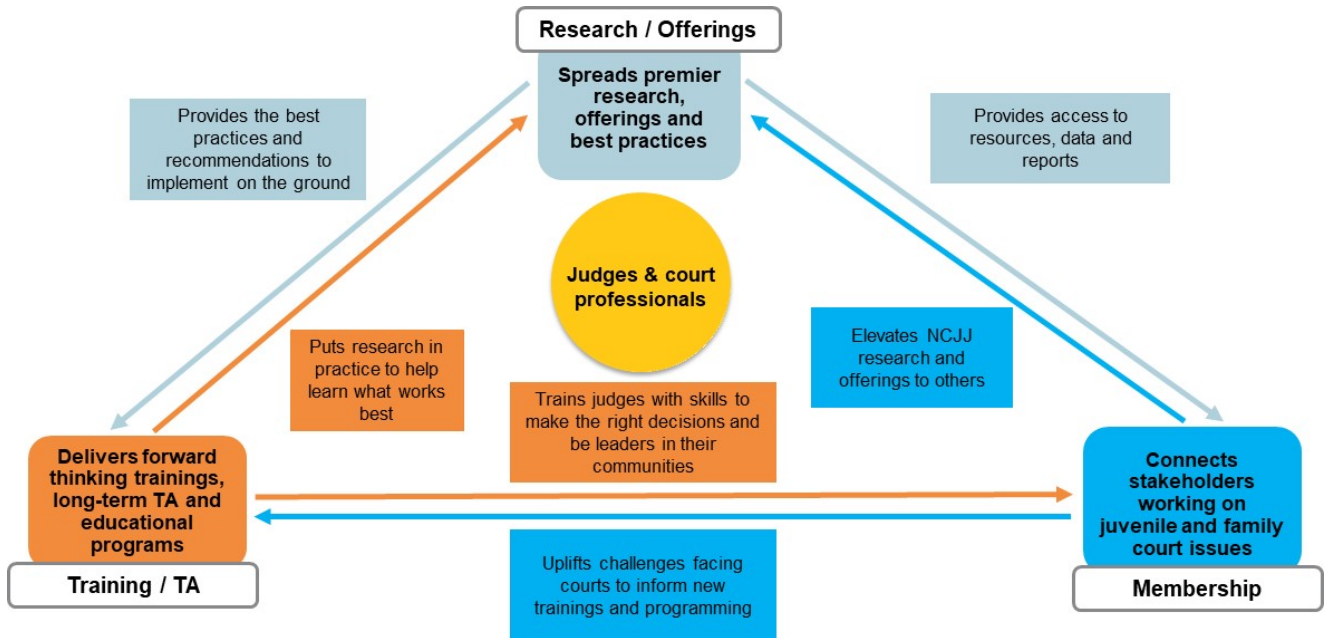 Research / Offerings
Spreads premier
research,
offerings and
best practices
Provides the best
practices and
recommendations to
implement on the ground
Provides access to
resources, data and
reports
Judges & court
professionals
Puts research in
practice to help
learn what works
best
Elevates NCJJ
research and
offerings to others
Trains judges with skills to
make the right decisions and
be leaders in their
communities
Delivers forward
thinking trainings,
long-term TA and
educational
programs
Training / TA
Connects
stakeholders
working on
juvenile and family
court issues
Membership
Uplifts challenges facing
courts to inform new
trainings and programming